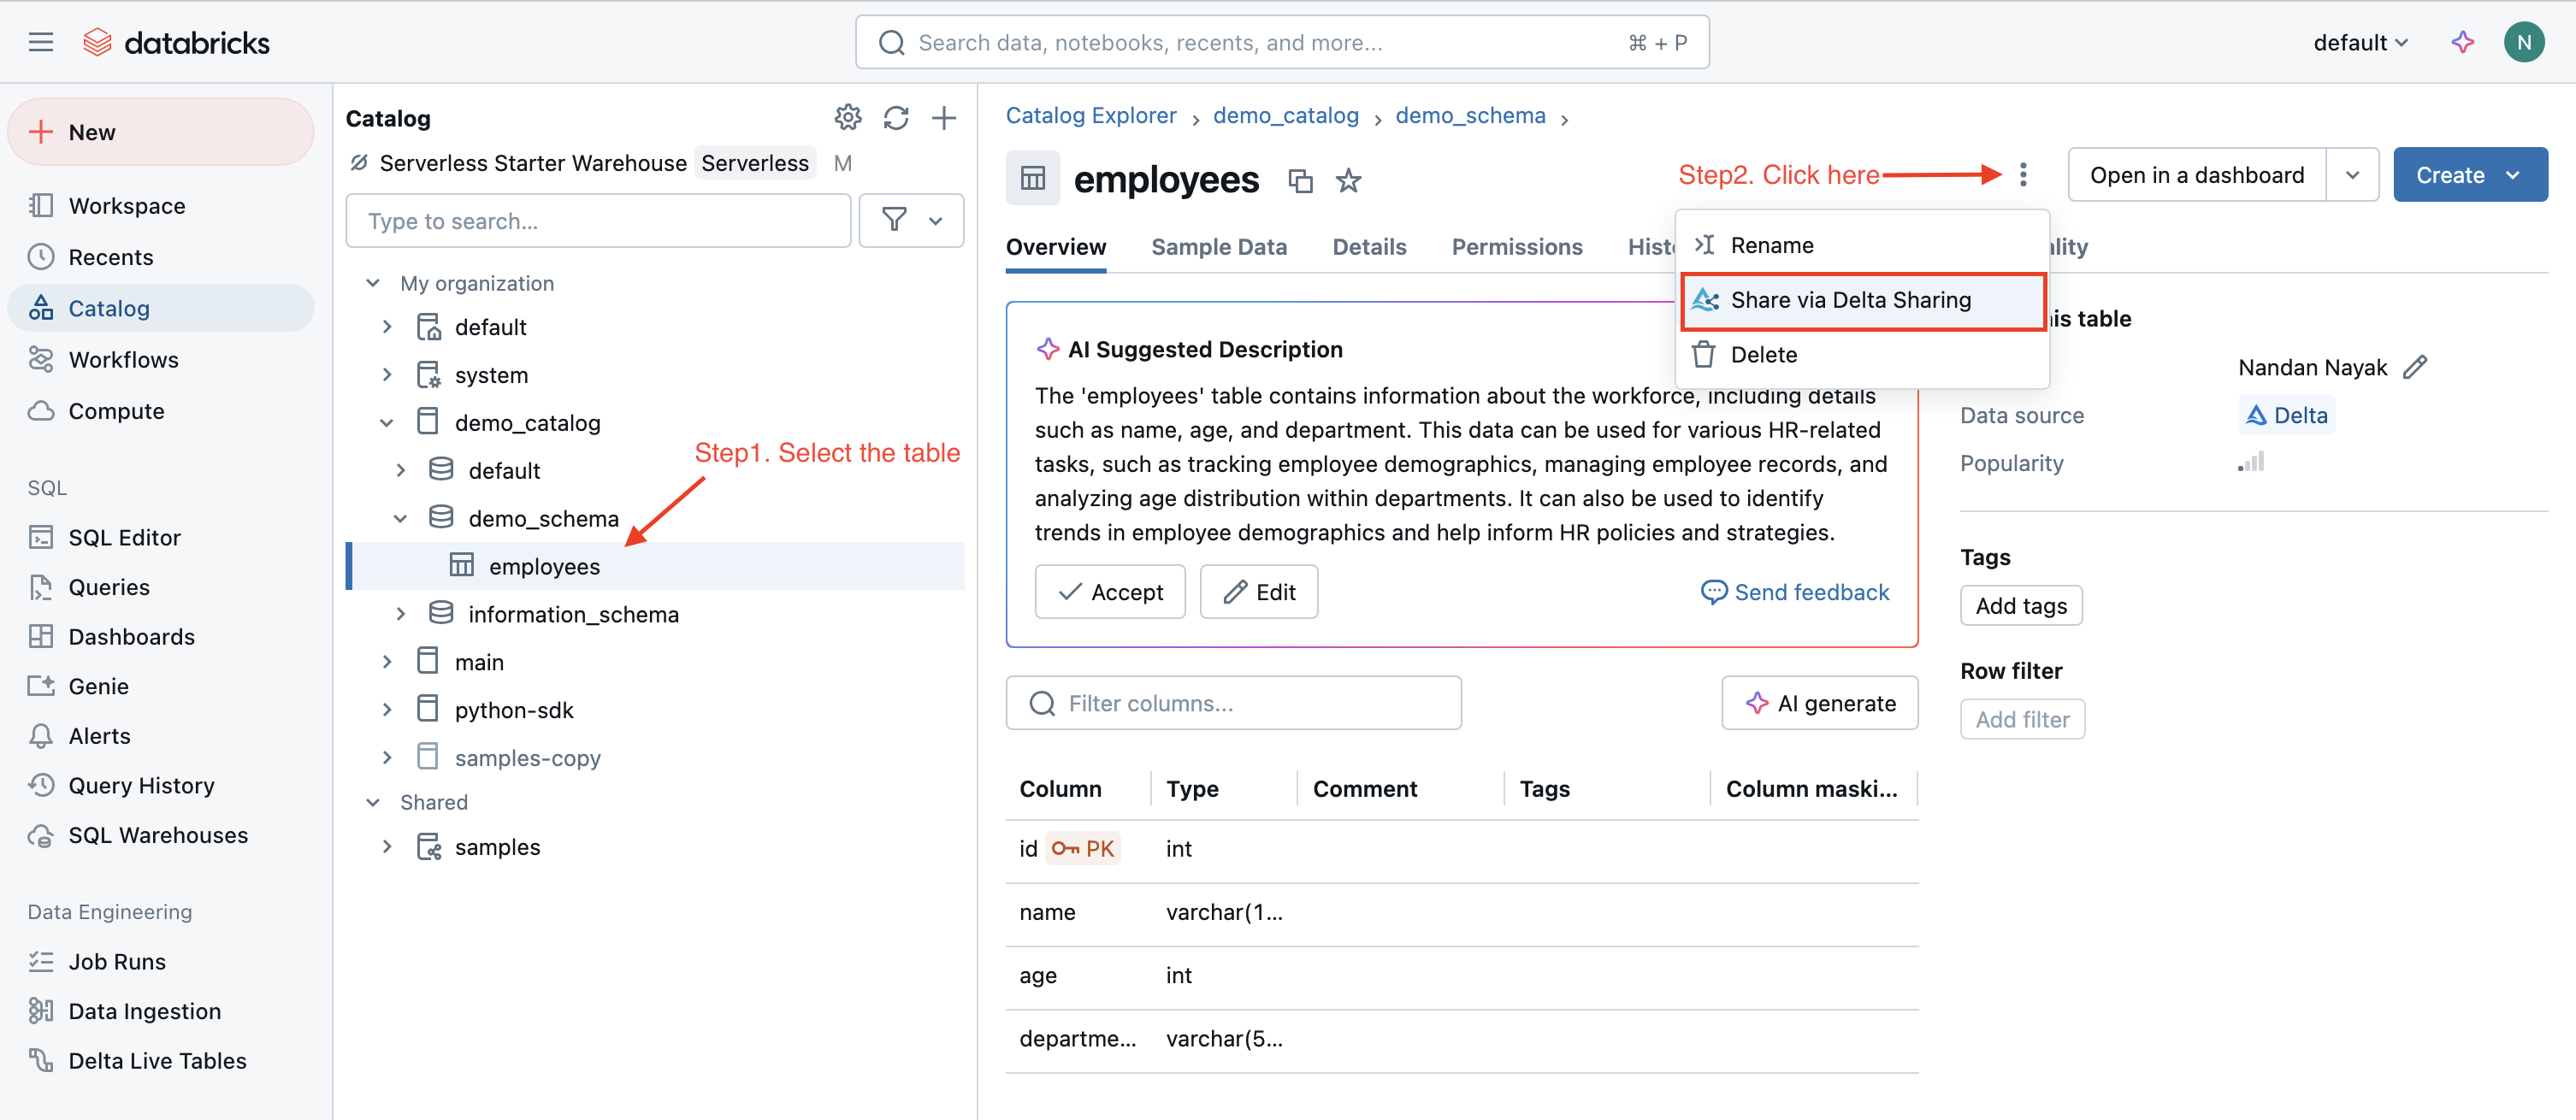 databricks
Search data, notebooks, recents, and more...
⌘ + P
default
N
New
Workspace
Recents
Catalog
Workflows
Compute
SQL
SQL Editor
Queries
Dashboards
Genie
Alerts
Query History
SQL Warehouses
Data Engineering
Job Runs
Data Ingestion
Delta Live Tables
Catalog
Serverless Starter Warehouse Serverless M
Type to search...
My organization
default
system
demo_catalog
Step1. Select the table
default
demo_schema
employees
information_schema
main
python-sdk
samples-copy
Shared
samples
Catalog Explorer › demo_catalog › demo_schema ›
employees
Step2. Click here
Open in a dashboard
Create
Overview Sample Data Details Permissions Histo lity
Rename
Share via Delta Sharing
Delete
AI Suggested Description
The 'employees' table contains information about the workforce, including details
such as name, age, and department. This data can be used for various HR-related
tasks, such as tracking employee demographics, managing employee records, and
analyzing age distribution within departments. It can also be used to identify
trends in employee demographics and help inform HR policies and strategies.
Accept
Edit
Send feedback
Filter columns...
AI generate
Column Type Comment Tags Column maski...
id PK int
name varchar(1...
age int
departme... varchar(5...
is table
Nandan Nayak
Data source Delta
Popularity
Tags
Add tags
Row filter
Add filter